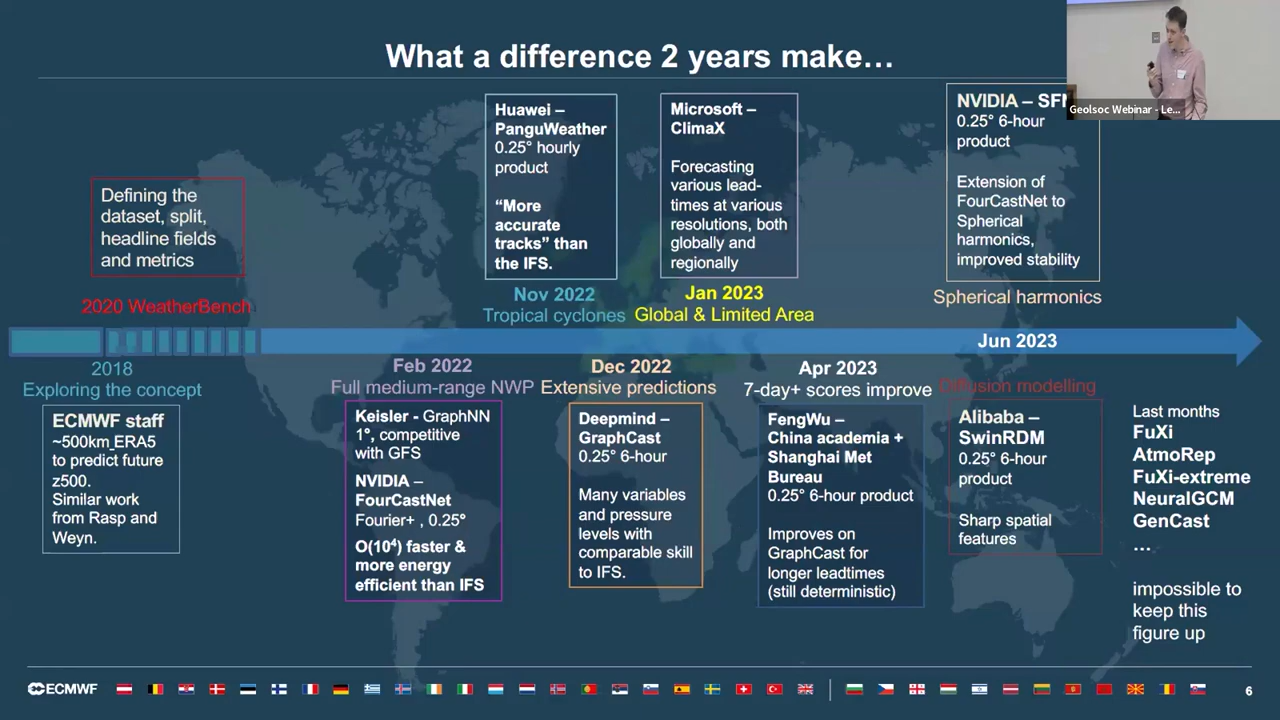 What a difference 2 years make…
Geolsoc Webinar - Le...
Defining the
dataset, split,
headline fields
and metrics
2020 WeatherBench
Huawei –
PanguWeather
0.25° hourly
product
“More
accurate
tracks” than
the IFS.
Nov 2022
Tropical cyclones
Microsoft –
ClimaX
Forecasting
various lead-
times at various
resolutions, both
globally and
regionally
Jan 2023
Global & Limited Area
NVIDIA –
0.25° 6-hour
product
Extension of
FourCastNet to
Spherical
harmonics,
improved stability
Spherical harmonics
Jun 2023
2018
Exploring the concept
ECMWF staff
~500km ERA5
to predict future
z500.
Similar work
from Rasp and
Weyn.
Feb 2022
Full medium-range NWP
Keisler - GraphNN
1°, competitive
with GFS
NVIDIA –
FourCastNet
Fourier+ , 0.25°
O(10⁴) faster &
more energy
efficient than IFS
Dec 2022
Extensive predictions
Deepmind –
GraphCast
0.25° 6-hour
Many variables
and pressure
levels with
comparable skill
to IFS.
Apr 2023
7-day+ scores improve
FengWu –
China academia +
Shanghai Met
Bureau
0.25° 6-hour product
Improves on
GraphCast for
longer leadtimes
(still deterministic)
Diffusion modelling
Alibaba –
SwinRDM
0.25° 6-hour
product
Sharp spatial
features
Last months
FuXi
AtmoRep
FuXi-extreme
NeuralGCM
GenCast
…
impossible to
keep this
figure up
ECMWF
6